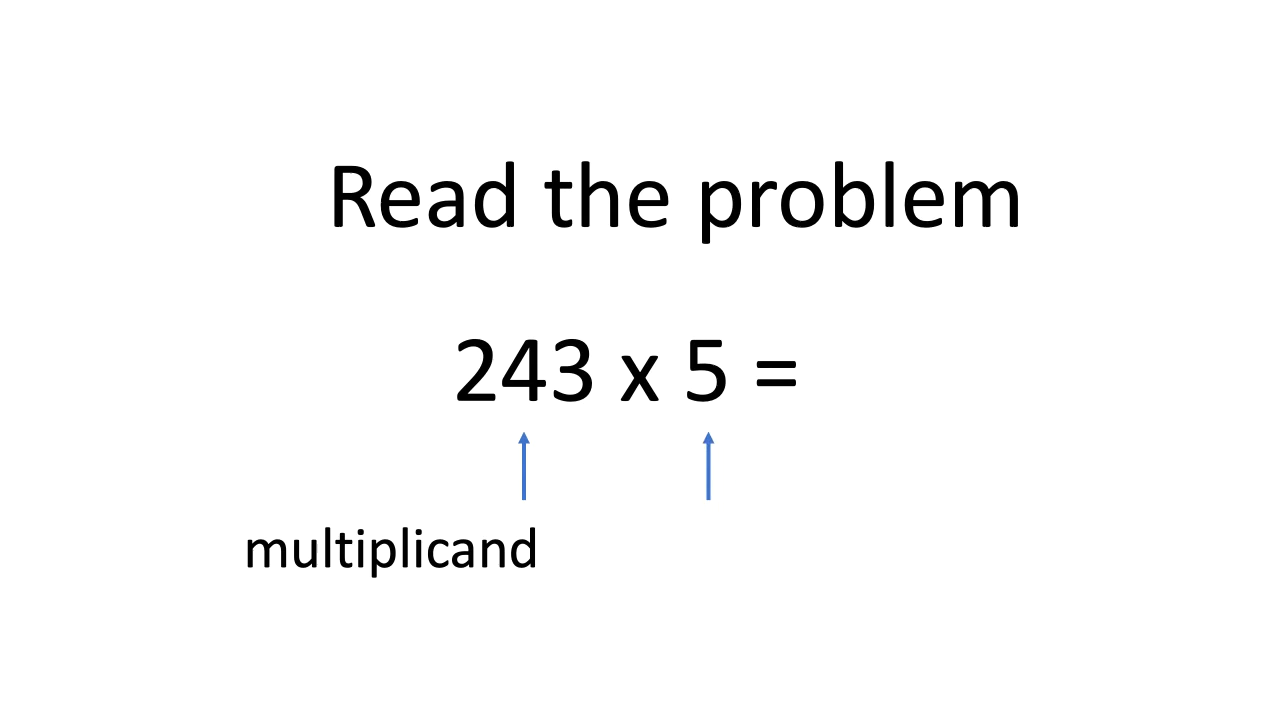 Read the problem
243 x 5 =
multiplicand